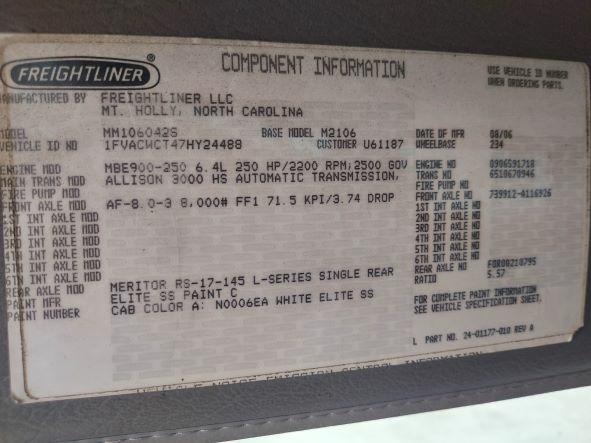 FREIGHTLINER®
COMPONENT INFORMATION
USE VEHICLE ID NUMBER
WHEN ORDERING PARTS.
MANUFACTURED BY FREIGHTLINER LLC
MT. HOLLY, NORTH CAROLINA
MODEL MM106042S BASE MODEL M2106 DATE OF MFR 08/06
VEHICLE ID NO 1FVACWCT47HY24488 CUSTOMER U61187 WHEELBASE 234
ENGINE MOD MBE900-250 6.4L 250 HP/2200 RPM;2500 GOV ENGINE NO 0906591718
MAIN TRANS MOD ALLISON 3000 HS AUTOMATIC TRANSMISSION, TRANS NO 6510670946
FIRE PUMP MOD FIRE PUMP NO
FRONT AXLE MOD AF-8.0-3 8,000# FF1 71.5 KPI/3.74 DROP FRONT AXLE NO 739912-A116926
1ST INT AXLE MOD 1ST INT AXLE NO
2ND INT AXLE MOD 2ND INT AXLE NO
3RD INT AXLE MOD 3RD INT AXLE NO
4TH INT AXLE MOD 4TH INT AXLE NO
5TH INT AXLE MOD 5TH INT AXLE NO
6TH INT AXLE MOD 6TH INT AXLE NO
REAR AXLE MOD MERITOR RS-17-145 L-SERIES SINGLE REAR REAR AXLE NO FOR00210795
RATIO 5.57
PAINT MFR ELITE SS PAINT C
PAINT NUMBER CAB COLOR A: N0006EA WHITE ELITE SS
FOR COMPLETE PAINT INFORMATION
SEE VEHICLE SPECIFICATION SHEET.
L PART NO. 24-01177-010 REV A
VEHICLE NOISE EMISSION CONTROL INFORMATION